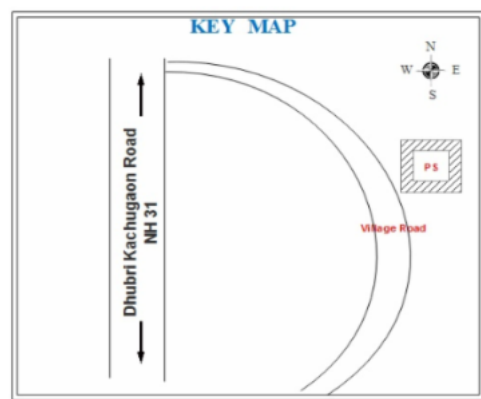 KEY MAP
N
W E
S
PS
Village Road
Dhubri Kachugaon Road
NH 31